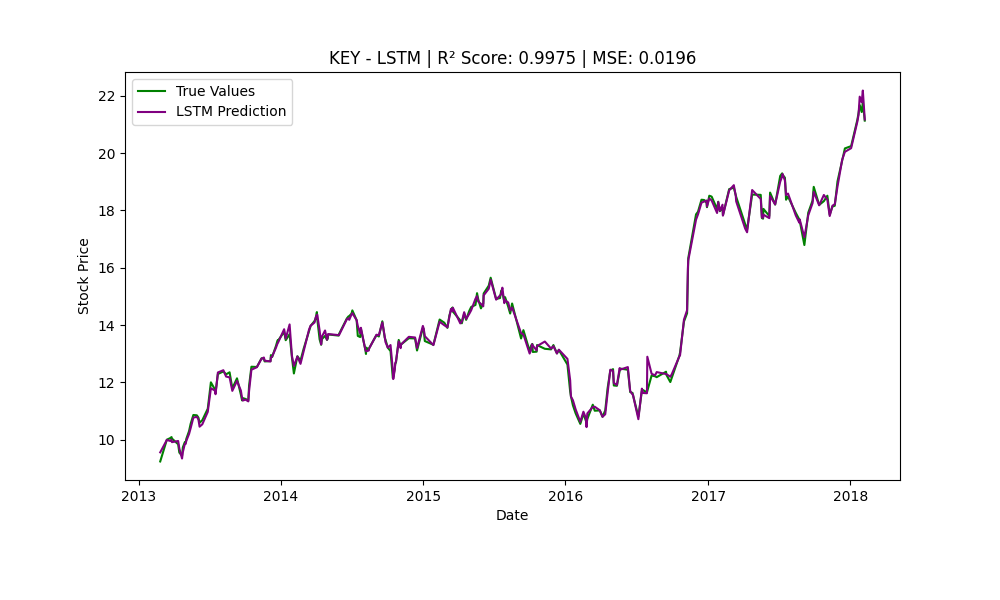 KEY - LSTM | R² Score: 0.9975 | MSE: 0.0196
True Values
LSTM Prediction
22
20
18
16
14
12
10
Stock Price
2013 2014 2015 2016 2017 2018
Date